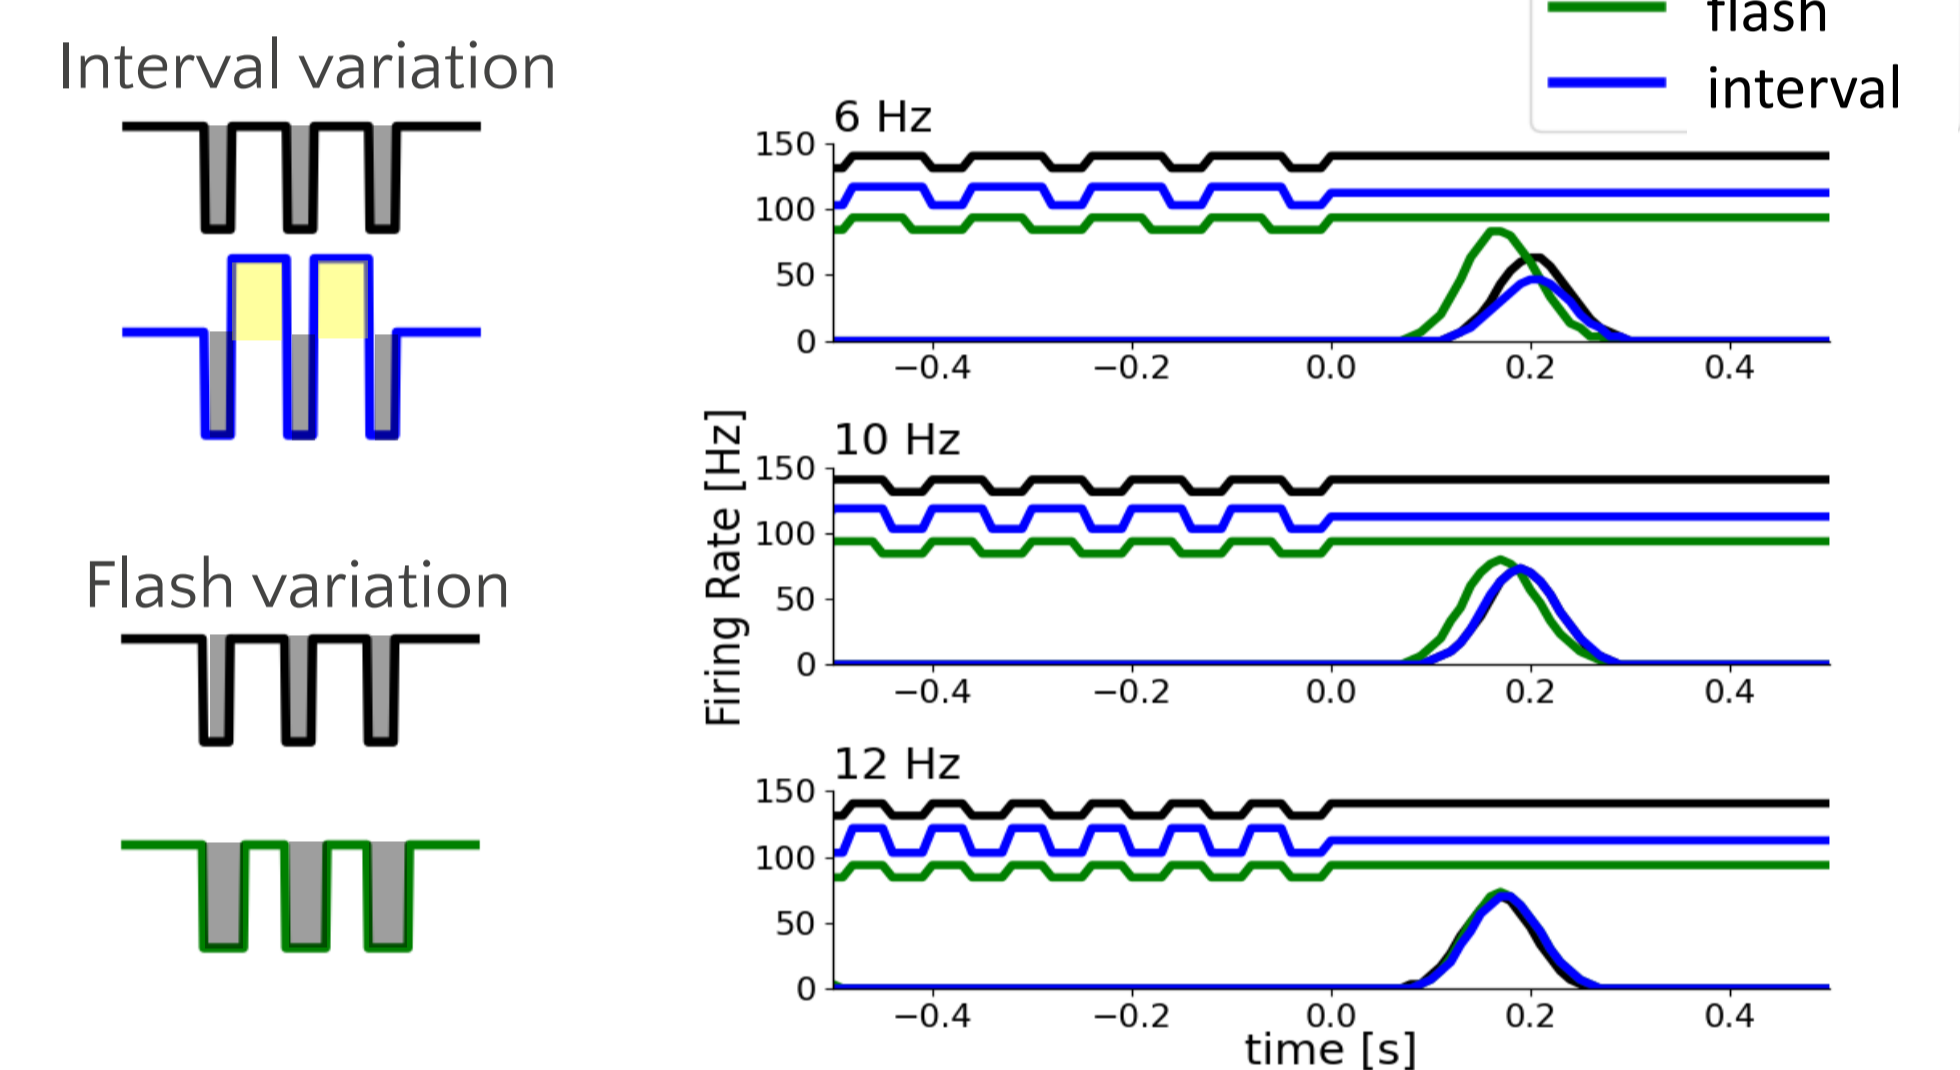 Interval variation
Flash variation
flash
interval
6 Hz
150
100
50
0
−0.4 −0.2 0.0 0.2 0.4
10 Hz
150
100
50
0
−0.4 −0.2 0.0 0.2 0.4
12 Hz
150
100
50
0
−0.4 −0.2 0.0 0.2 0.4
Firing Rate [Hz]
time [s]